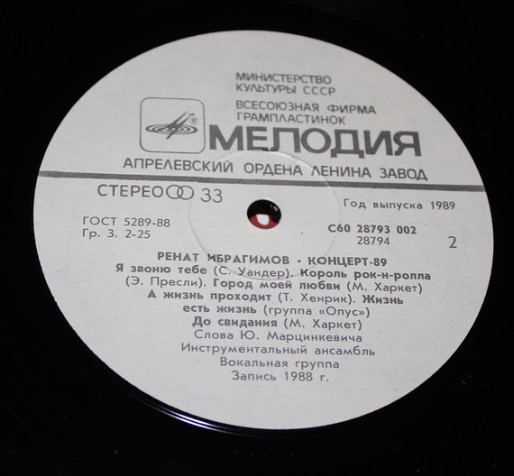 МИНИСТЕРСТВО
КУЛЬТУРЫ СССР
ВСЕСОЮЗНАЯ ФИРМА
ГРАМПЛАСТИНОК
®
МЕЛОДИЯ
АПРЕЛЕВСКИЙ ОРДЕНА ЛЕНИНА ЗАВОД
СТЕРЕО 33
Год выпуска 1989
ГОСТ 5289-88
Гр. 3. 2-25
С60 28793 002
28794
2
РЕНАТ ИБРАГИМОВ · КОНЦЕРТ-89
Я звоню тебе (С. Уандер). Король рок-н-ролла
(Э. Пресли). Город моей любви (М. Харкет)
А жизнь проходит (Т. Хенрик). Жизнь
есть жизнь (группа «Опус»)
До свидания (М. Харкет)
Слова Ю. Марцинкевича
Инструментальный ансамбль
Вокальная группа
Запись 1988 г.